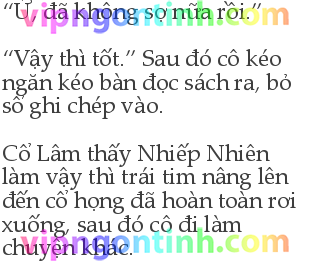 “Ừ, đã không sợ nữa rồi.”
“Vậy thì tốt.” Sau đó cô kéo
ngăn kéo bàn đọc sách ra, bỏ
sổ ghi chép vào.
Cổ Lâm thấy Nhiếp Nhiên
làm vậy thì trái tim nâng lên
đến cổ họng đã hoàn toàn rơi
xuống, sau đó cô đi làm
chuyện khác.
vipngontinh.com
vipngontinh.com